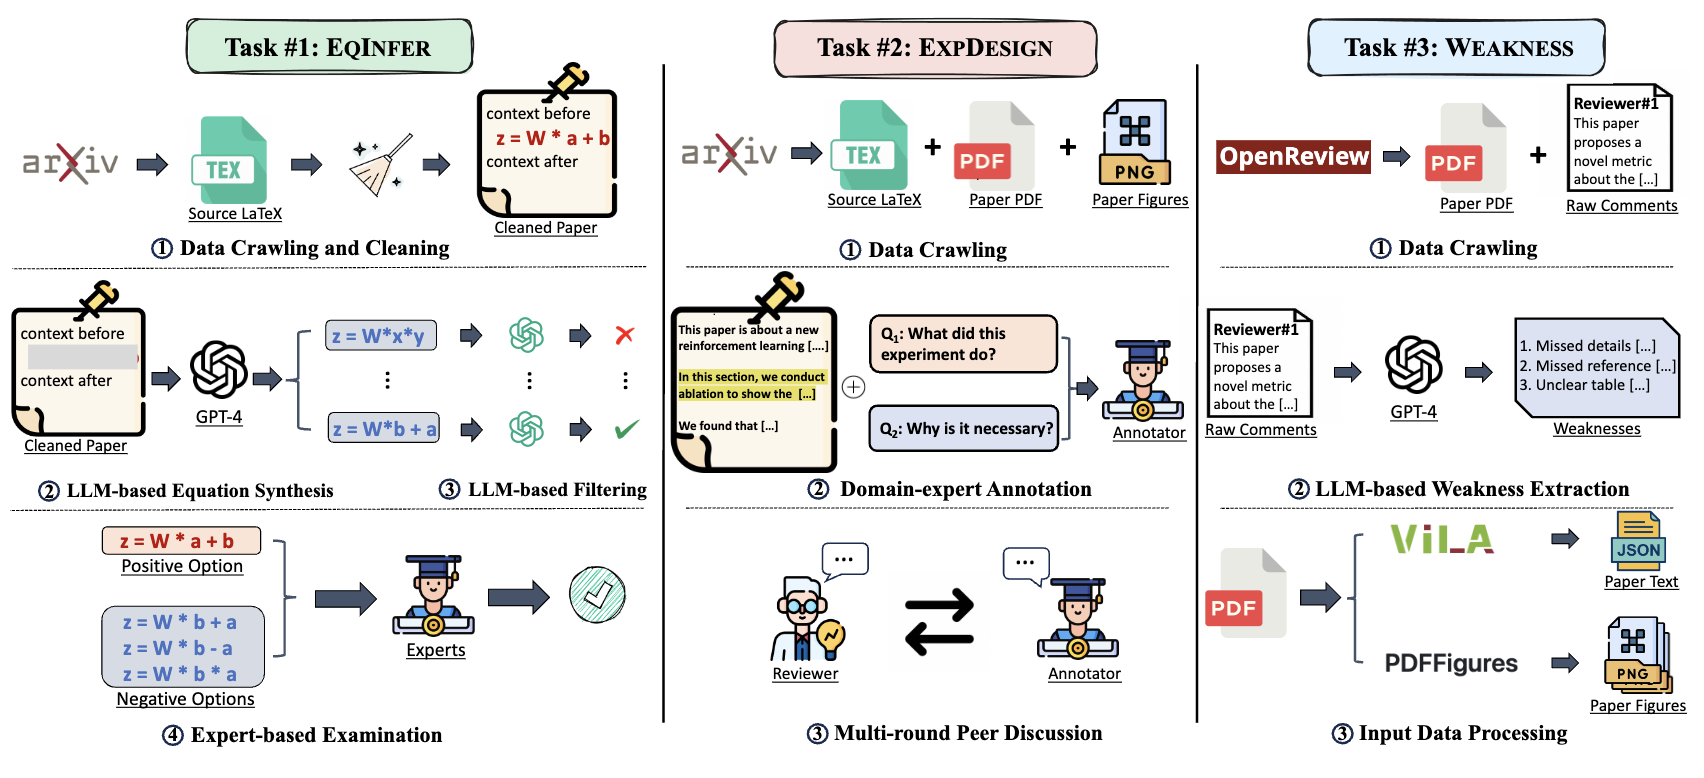 Task #1: EQINFER
arXiv
TEX
Source LaTeX
context before
z = W * a + b
context after
Cleaned Paper
① Data Crawling and Cleaning
context before
context after
Cleaned Paper
GPT-4
z = W*x*y
z = W*b + a
② LLM-based Equation Synthesis
③ LLM-based Filtering
z = W * a + b
Positive Option
z = W * b + a
z = W * b - a
z = W * b * a
Negative Options
Experts
④ Expert-based Examination
Task #2: EXPDESIGN
arXiv
TEX
Source LaTeX
+
PDF
Paper PDF
+
PNG
Paper Figures
① Data Crawling
This paper is about a new
reinforcement learning [....]
In this section, we conduct
ablation to show the [...]
We found that [...]
Q1: What did this
experiment do?
Q2: Why is it necessary?
Annotator
② Domain-expert Annotation
...
...
Reviewer
Annotator
③ Multi-round Peer Discussion
Task #3: WEAKNESS
OpenReview
PDF
Paper PDF
+
Reviewer#1
This paper
proposes a
novel metric
about the [...]
Raw Comments
① Data Crawling
Reviewer#1
This paper
proposes a
novel metric
about the [...]
Raw Comments
GPT-4
1. Missed details [...]
2. Missed reference [...]
3. Unclear table [...]
Weaknesses
② LLM-based Weakness Extraction
PDF
ViLA
JSON
Paper Text
PDFFigures
PNG
Paper Figures
③ Input Data Processing